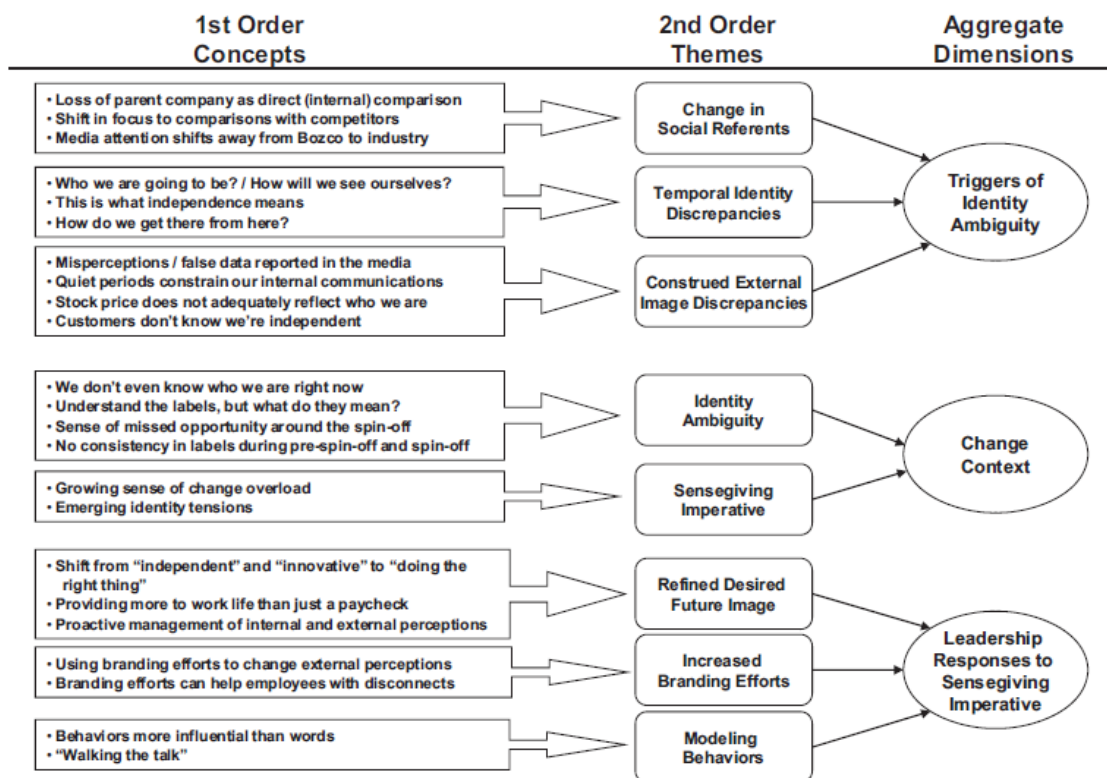 1st Order
Concepts
2nd Order
Themes
Aggregate
Dimensions
• Loss of parent company as direct (internal) comparison
• Shift in focus to comparisons with competitors
• Media attention shifts away from Bozco to industry
Change in
Social Referents
• Who we are going to be? / How will we see ourselves?
• This is what independence means
• How do we get there from here?
Temporal Identity
Discrepancies
• Misperceptions / false data reported in the media
• Quiet periods constrain our internal communications
• Stock price does not adequately reflect who we are
• Customers don't know we're independent
Construed External
Image Discrepancies
Triggers of
Identity
Ambiguity
• We don't even know who we are right now
• Understand the labels, but what do they mean?
• Sense of missed opportunity around the spin-off
• No consistency in labels during pre-spin-off and spin-off
Identity
Ambiguity
• Growing sense of change overload
• Emerging identity tensions
Sensegiving
Imperative
Change
Context
• Shift from “independent” and “innovative” to “doing the
right thing”
• Providing more to work life than just a paycheck
• Proactive management of internal and external perceptions
Refined Desired
Future Image
• Using branding efforts to change external perceptions
• Branding efforts can help employees with disconnects
Increased
Branding Efforts
• Behaviors more influential than words
• “Walking the talk”
Modeling
Behaviors
Leadership
Responses to
Sensegiving
Imperative